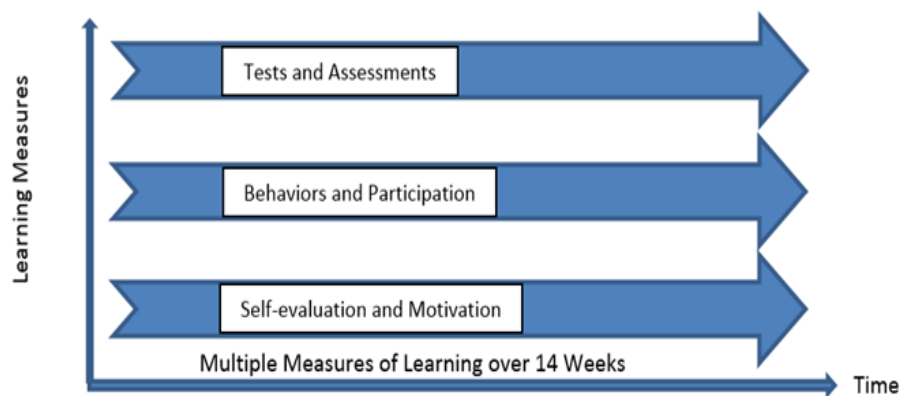 Learning Measures
Tests and Assessments
Behaviors and Participation
Self-evaluation and Motivation
Multiple Measures of Learning over 14 Weeks
Time